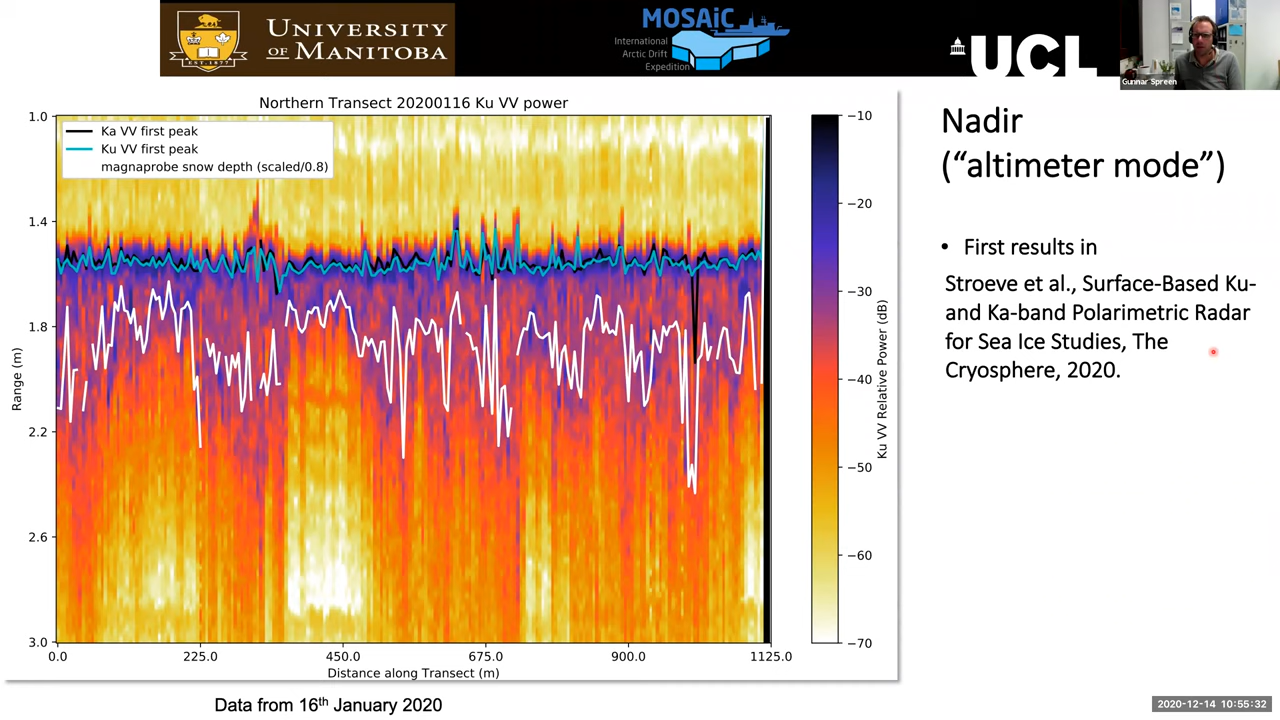 UNIVERSITY
OF MANITOBA
EST.1877
MOSAiC
International
Arctic Drift
Expedition
UCL
Gunnar Spreen
Northern Transect 20200116 Ku VV power
Ka VV first peak
Ku VV first peak
magnaprobe snow depth (scaled/0.8)
1.0
1.4
1.8
2.2
2.6
3.0
Range (m)
0.0 225.0 450.0 675.0 900.0 1125.0
Distance along Transect (m)
−10
−20
−30
−40
−50
−60
−70
Ku VV Relative Power (dB)
Data from 16th January 2020
Nadir
(“altimeter mode”)
• First results in
Stroeve et al., Surface-Based Ku-
and Ka-band Polarimetric Radar
for Sea Ice Studies, The
Cryosphere, 2020.
2020-12-14 10:55:32